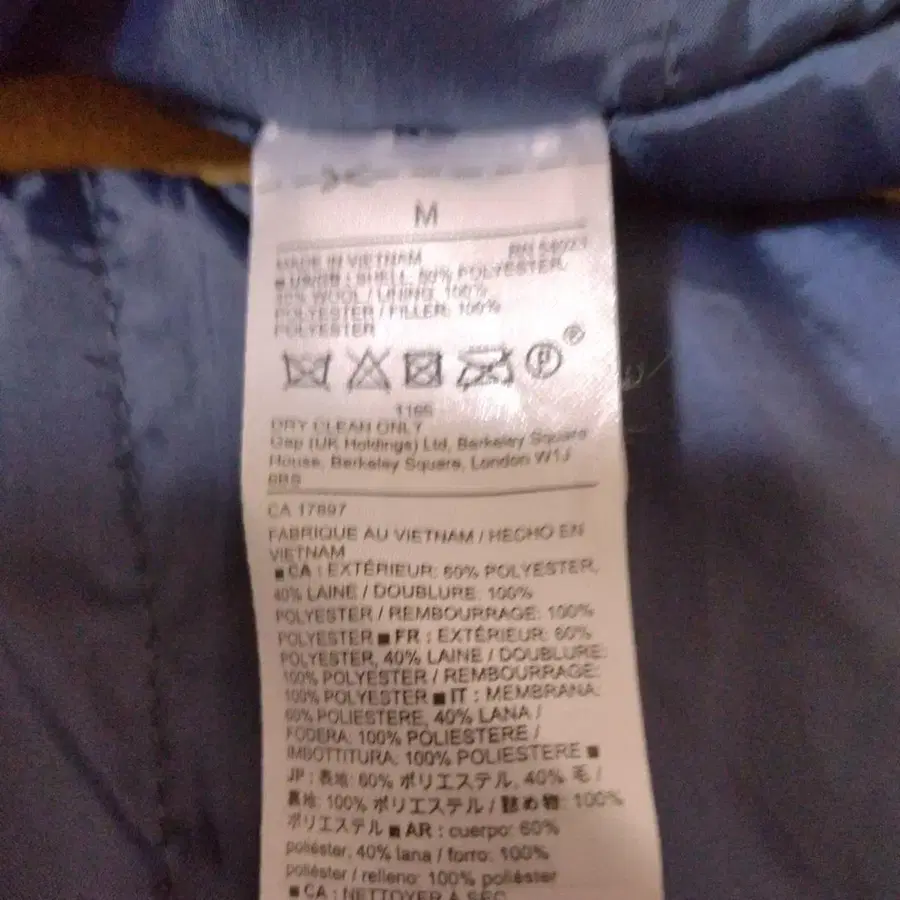 M
MADE IN VIETNAM RN 54023
■ US/GB : SHELL: 60% POLYESTER,
40% WOOL / LINING: 100%
POLYESTER / FILLER: 100%
POLYESTER
P
DRY CLEAN ONLY
Gap (UK Holdings) Ltd, Berkeley Square
House, Berkeley Square, London W1J
6BS
CA 17897
FABRIQUE AU VIETNAM / HECHO EN
VIETNAM
■ CA : EXTÉRIEUR: 60% POLYESTER,
40% LAINE / DOUBLURE: 100%
POLYESTER / REMBOURRAGE: 100%
POLYESTER ■ FR : EXTÉRIEUR: 60%
POLYESTER, 40% LAINE / DOUBLURE:
100% POLYESTER / REMBOURRAGE:
100% POLYESTER ■ IT : MEMBRANA:
60% POLIESTERE, 40% LANA /
FODERA: 100% POLIESTERE /
IMBOTTITURA: 100% POLIESTERE ■
JP : 表地: 60% ポリエステル, 40% 毛 /
裏地: 100% ポリエステル / 詰め物: 100%
ポリエステル ■ AR : cuerpo: 60%
poliéster, 40% lana / forro: 100%
poliéster / relleno: 100% poliéster
■ CA : NETTOYER À SEC